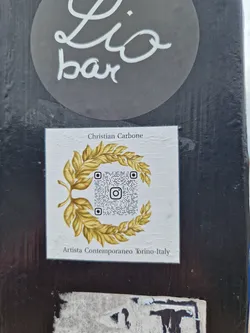 Lio
bar
Christian Carbone
Artista Contemporaneo Torino-Italy